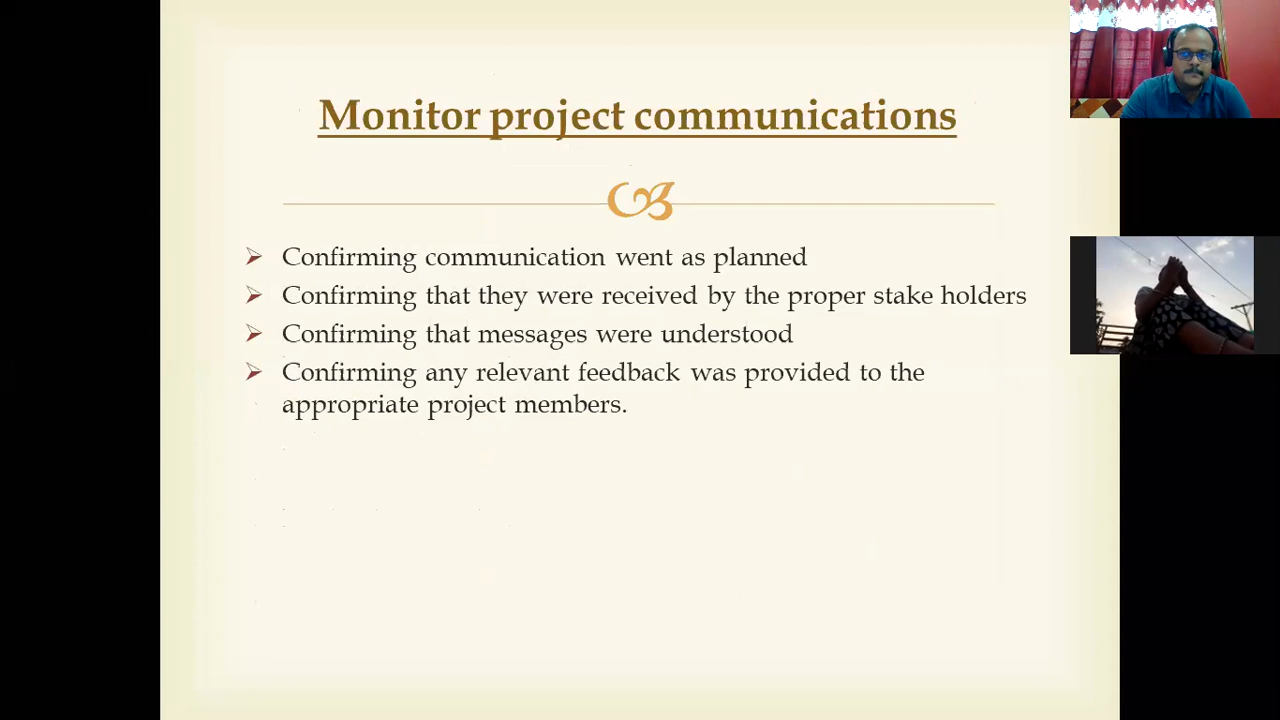 Monitor project communications
Confirming communication went as planned
Confirming that they were received by the proper stake holders
Confirming that messages were understood
Confirming any relevant feedback was provided to the
appropriate project members.